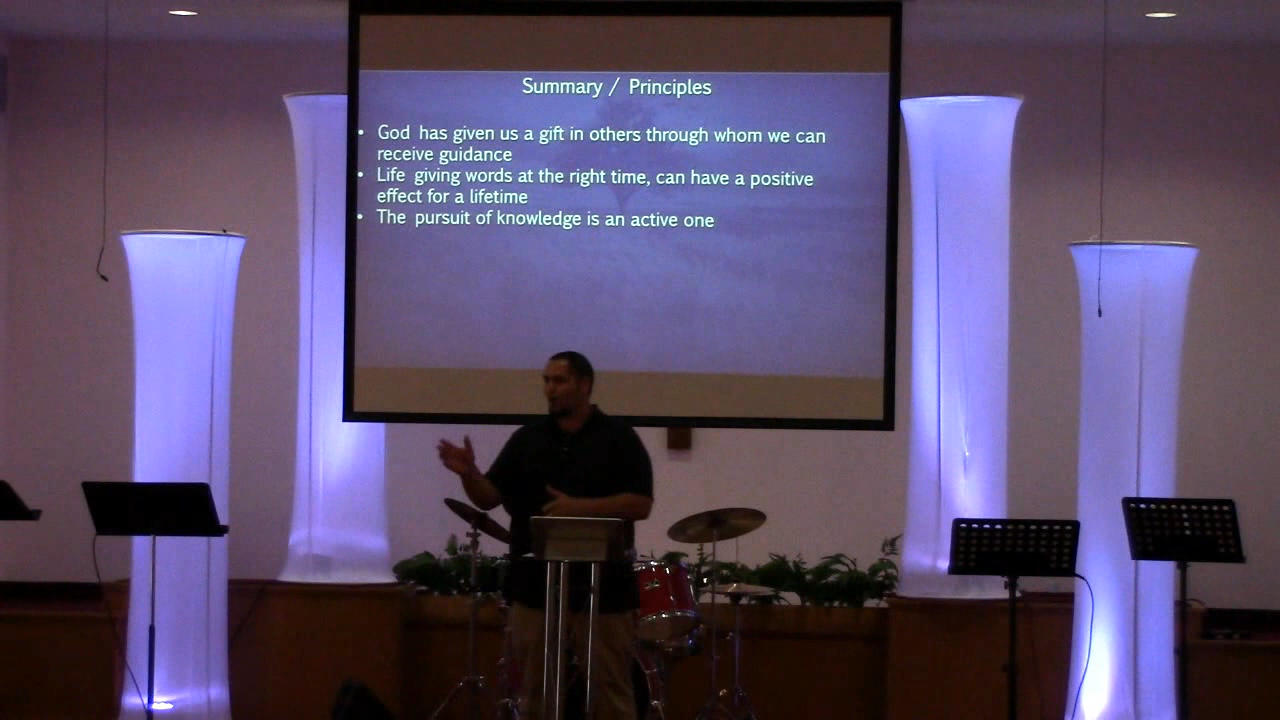 Summary / Principles
• God has given us a gift in others through whom we can
receive guidance
• Life giving words at the right time, can have a positive
effect for a lifetime
• The pursuit of knowledge is an active one